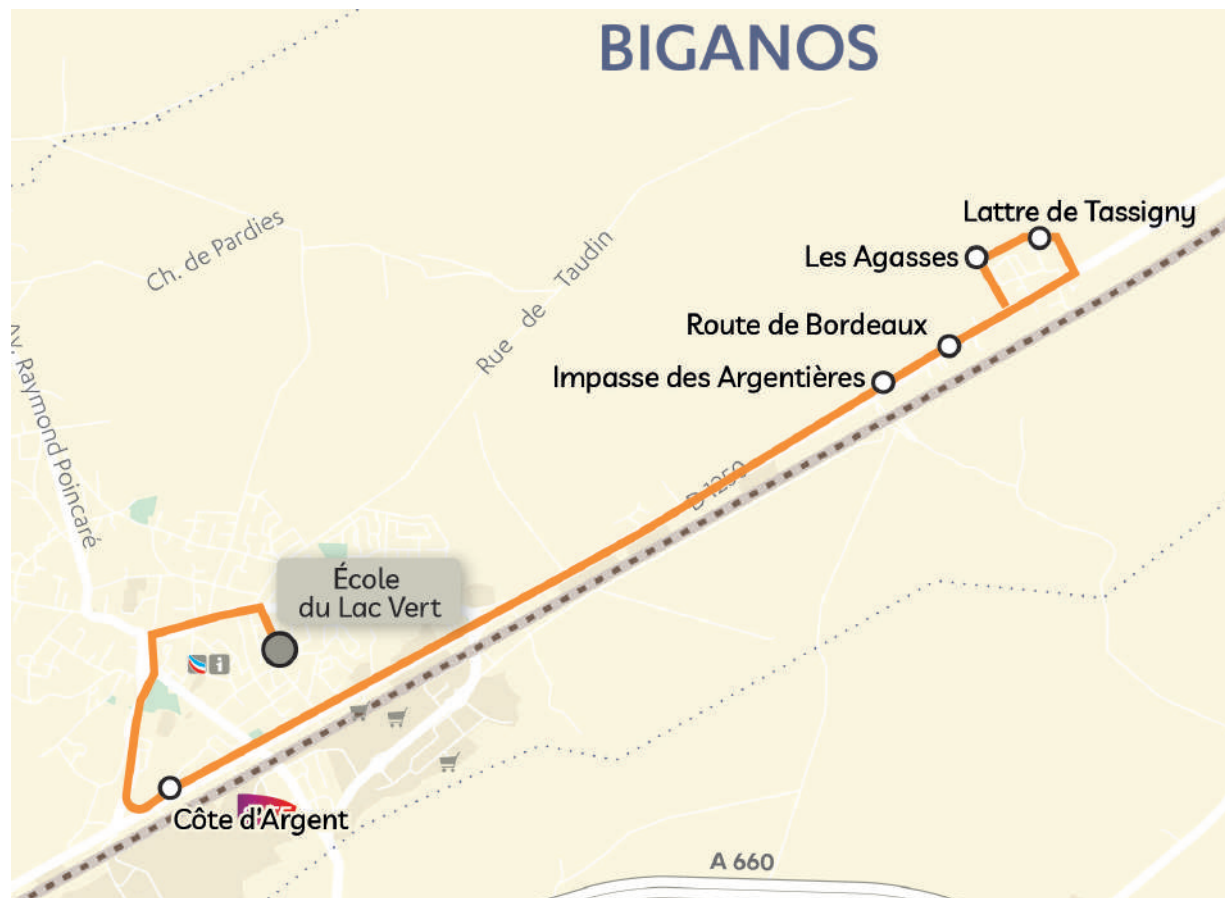 BIGANOS
Lattre de Tassigny
Ch. de Pardies
Les Agasses
Rue de Taudin
Route de Bordeaux
Av. Raymond Poincaré
Impasse des Argentières
D 1250
École
du Lac Vert
i
Côte d'Argent
A 660